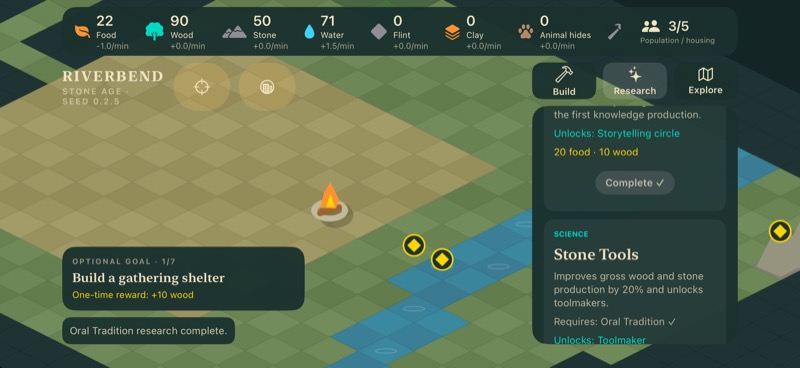 22
Food
-1.0/min
90
Wood
+0.0/min
50
Stone
+0.0/min
71
Water
+1.5/min
0
Flint
+0.0/min
0
Clay
+0.0/min
0
Animal hides
+0.0/min
3/5
Population / housing
RIVERBEND
STONE AGE ·
SEED 0.2.5
Build
Research
Explore
the first knowledge production.
Unlocks: Storytelling circle
20 food · 10 wood
Complete ✓
SCIENCE
Stone Tools
Improves gross wood and stone
production by 20% and unlocks
toolmakers.
Requires: Oral Tradition ✓
Unlocks: Toolmaker
OPTIONAL GOAL · 1/7
Build a gathering shelter
One-time reward: +10 wood
Oral Tradition research complete.